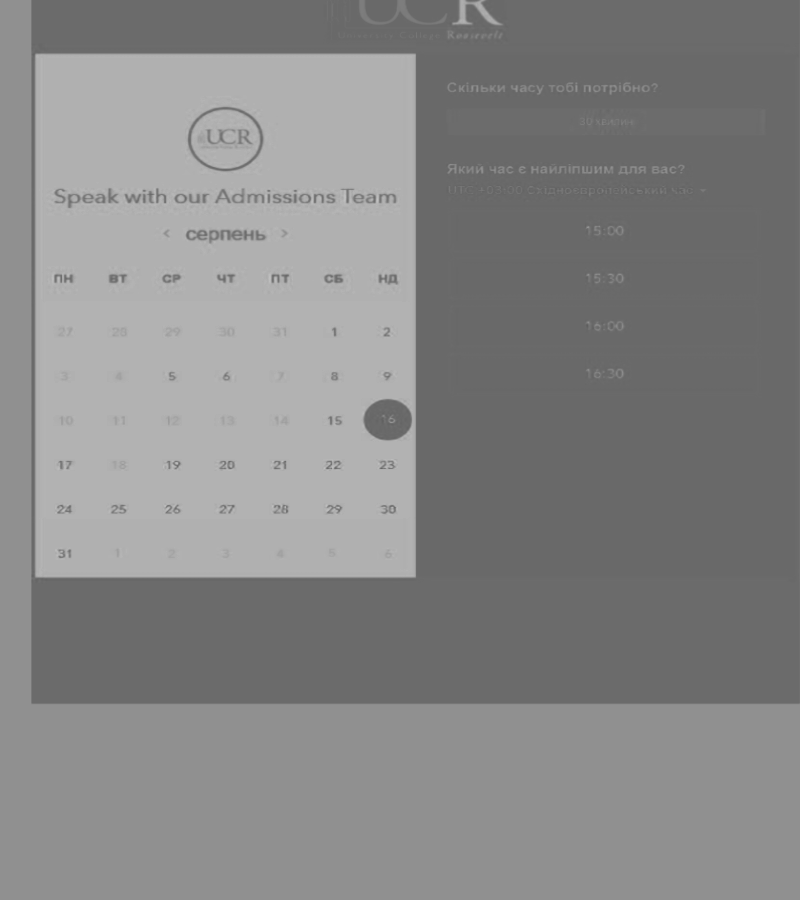 UCR
University College Roosevelt
UCR
Speak with our Admissions Team
< серпень >
ПН ВТ СР ЧТ ПТ СБ НД
27 28 29 30 31 1 2
3 4 5 6 7 8 9
10 11 12 13 14 15 16
17 18 19 20 21 22 23
24 25 26 27 28 29 30
31 1 2 3 4 5 6
Скільки часу тобі потрібно?
30 хвилин
Який час є найліпшим для вас?
UTC +03:00 Східноєвропейський час
15:00
15:30
16:00
16:30